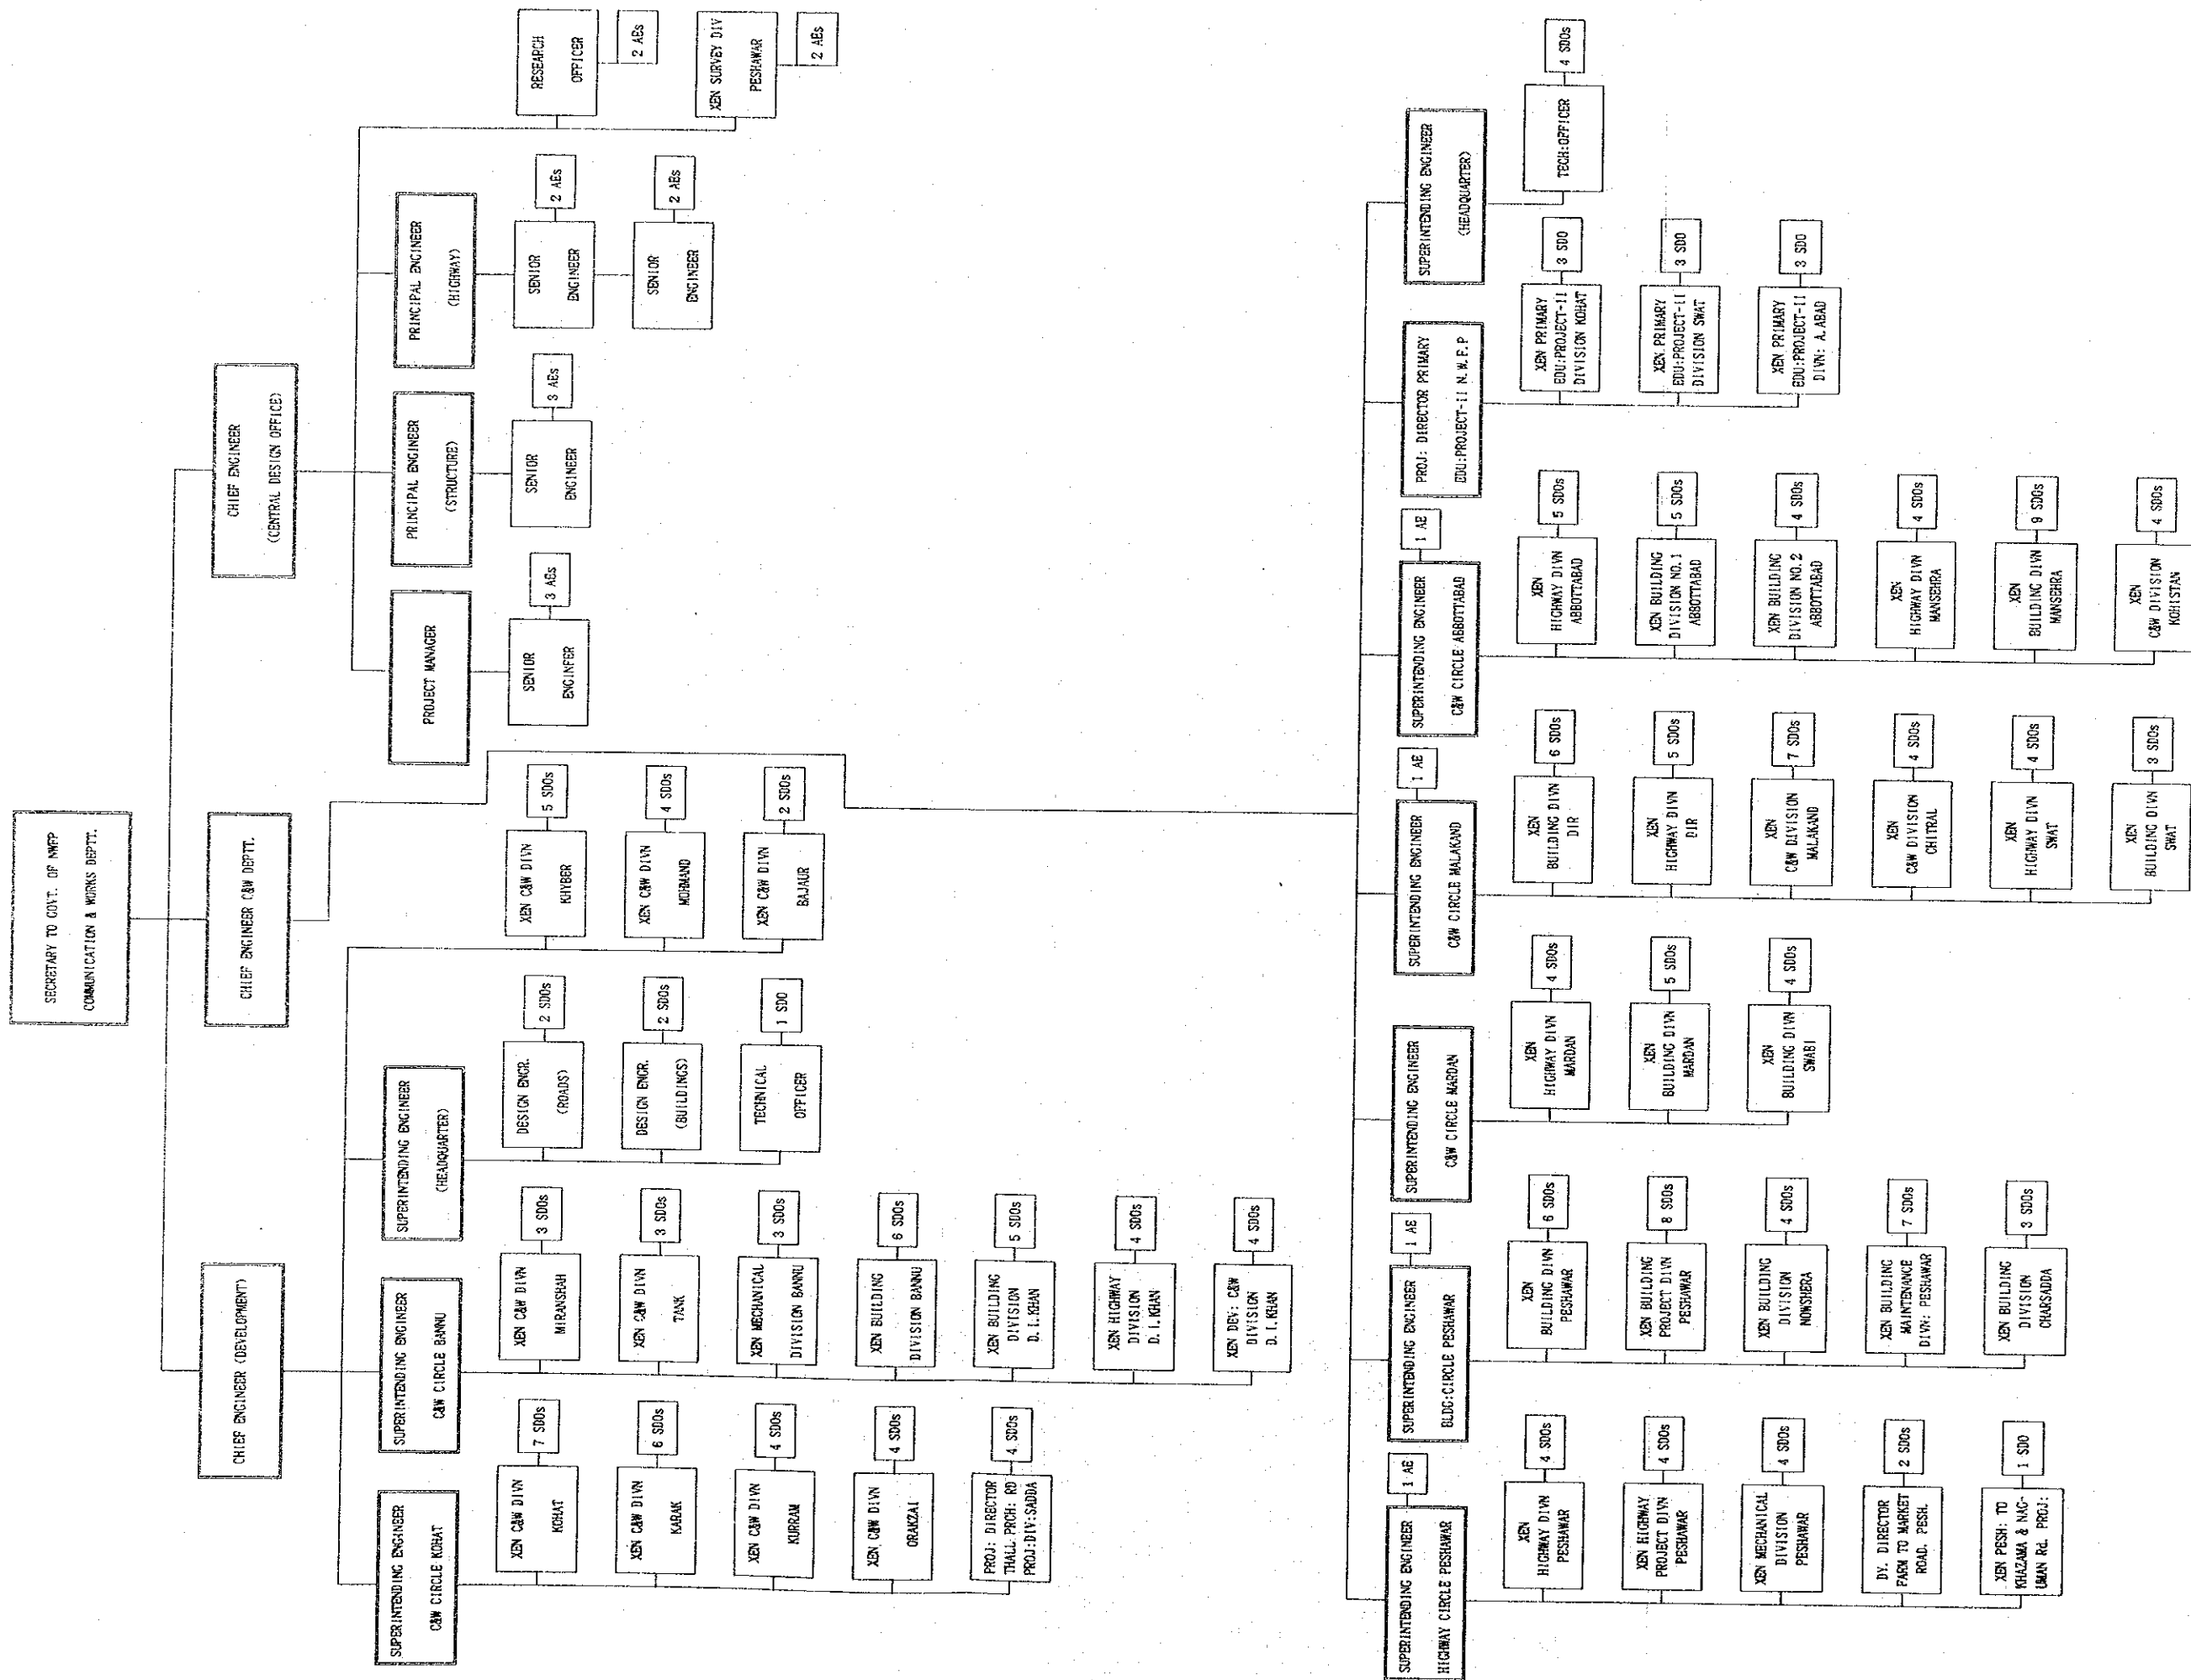 SECRETARY TO GOVT. OF NWFP
COMMUNICATION & WORKS DEPTT.
CHIEF ENGINEER (DEVELOPMENT)
CHIEF ENGINEER C&W DEPTT.
CHIEF ENGINEER
(CENTRAL DESIGN OFFICE)
SUPERINTENDING ENGINEER
C&W CIRCLE KOHAT
XEN C&W DIVN
KOHAT
7 SDOs
XEN C&W DIVN
KARAK
6 SDOs
XEN C&W DIVN
KURRAM
4 SDOs
XEN C&W DIVN
ORAKZAI
4 SDOs
PROJ: DIRECTOR
THALL PRCH: RD
PROJ:DIV:SADDA
4 SDOs
SUPERINTENDING ENGINEER
C&W CIRCLE BANNU
XEN C&W DIVN
MIRANSHAH
3 SDOs
XEN C&W DIVN
TANK
3 SDOs
XEN MECHANICAL
DIVISION BANNU
3 SDOs
XEN BUILDING
DIVISION BANNU
6 SDOs
XEN BUILDING
DIVISION
D.I.KHAN
5 SDOs
XEN HIGHWAY
DIVISION
D.I.KHAN
4 SDOs
XEN DEV: C&W
DIVISION
D.I.KHAN
4 SDOs
SUPERINTENDING ENGINEER
(HEADQUARTER)
DESIGN ENGR.
(ROADS)
2 SDOs
DESIGN ENGR.
(BUILDINGS)
2 SDOs
TECHNICAL
OFFICER
1 SDO
XEN C&W DIVN
KHYBER
5 SDOs
XEN C&W DIVN
MOHMAND
4 SDOs
XEN C&W DIVN
BAJAUR
2 SDOs
PROJECT MANAGER
SENIOR
ENGINEER
3 AEs
PRINCIPAL ENGINEER
(STRUCTURE)
SENIOR
ENGINEER
3 AEs
PRINCIPAL ENGINEER
(HIGHWAY)
SENIOR
ENGINEER
2 AEs
SENIOR
ENGINEER
2 AEs
RESEARCH
OFFICER
2 AEs
XEN SURVEY DIV
PESHAWAR
2 AEs
SUPERINTENDING ENGINEER
HIGHWAY CIRCLE PESHAWAR
1 AE
XEN
HIGHWAY DIVN
PESHAWAR
4 SDOs
XEN HIGHWAY
PROJECT DIVN
PESHAWAR
4 SDOs
XEN MECHANICAL
DIVISION
PESHAWAR
4 SDOs
DY. DIRECTOR
FARM TO MARKET
ROAD. PESH.
2 SDOs
XEN PESH: TO
KHAZAMA & NAG-
UMAN Rd. PROJ:
1 SDO
SUPERINTENDING ENGINEER
BLDC:CIRCLE PESHAWAR
1 AE
XEN
BUILDING DIVN
PESHAWAR
6 SDOs
XEN BUILDING
PROJECT DIVN
PESHAWAR
8 SDOs
XEN BUILDING
DIVISION
NOWSHERA
4 SDOs
XEN BUILDING
MAINTENANCE
DIVN: PESHAWAR
7 SDOs
XEN BUILDING
DIVISION
CHARSADDA
3 SDOs
SUPERINTENDING ENGINEER
C&W CIRCLE MARDAN
XEN
HIGHWAY DIVN
MARDAN
4 SDOs
XEN
BUILDING DIVN
MARDAN
5 SDOs
XEN
BUILDING DIVN
SWABI
4 SDOs
SUPERINTENDING ENGINEER
C&W CIRCLE MALAKAND
1 AE
XEN
BUILDING DIVN
DIR
6 SDOs
XEN
HIGHWAY DIVN
DIR
5 SDOs
XEN
C&W DIVISION
MALAKAND
7 SDOs
XEN
C&W DIVISION
CHITRAL
4 SDOs
XEN
HIGHWAY DIVN
SWAT
4 SDOs
XEN
BUILDING DIVN
SWAT
3 SDOs
SUPERINTENDING ENGINEER
C&W CIRCLE ABBOTTABAD
1 AE
XEN
HIGHWAY DIVN
ABBOTTABAD
5 SDOs
XEN BUILDING
DIVISION NO.1
ABBOTTABAD
5 SDOs
XEN BUILDING
DIVISION NO.2
ABBOTTABAD
4 SDOs
XEN
HIGHWAY DIVN
MANSEHRA
4 SDOs
XEN
BUILDING DIVN
MANSEHRA
9 SDOs
XEN
C&W DIVISION
KOHISTAN
4 SDOs
PROJ: DIRECTOR PRIMARY
EDU:PROJECT-II N.W.F.P
XEN PRIMARY
EDU:PROJECT-II
DIVISION KOHAT
3 SDO
XEN PRIMARY
EDU:PROJECT-II
DIVISION SWAT
3 SDO
XEN PRIMARY
EDU:PROJECT-II
DIVN: A.ABAD
3 SDO
SUPERINTENDING ENGINEER
(HEADQUARTER)
TECH:OFFICER
4 SDOs